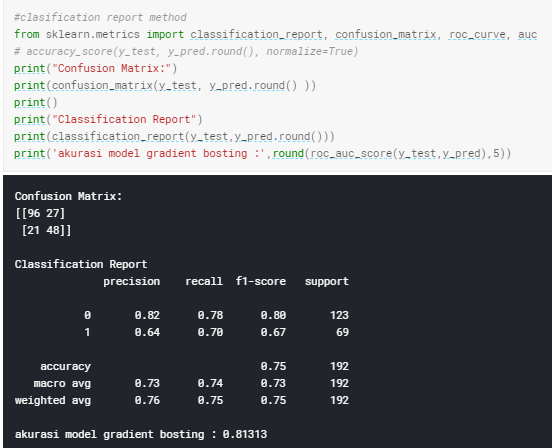 #clasification report method
from sklearn.metrics import classification_report, confusion_matrix, roc_curve, auc
# accuracy_score(y_test, y_pred.round(), normalize=True)
print("Confusion Matrix:")
print(confusion_matrix(y_test, y_pred.round() ))
print()
print("Classification Report")
print(classification_report(y_test,y_pred.round()))
print('akurasi model gradient bosting :',round(roc_auc_score(y_test,y_pred),5))
Confusion Matrix:
[[96 27]
[21 48]]
Classification Report
precision recall f1-score support
0 0.82 0.78 0.80 123
1 0.64 0.70 0.67 69
accuracy 0.75 192
macro avg 0.73 0.74 0.73 192
weighted avg 0.76 0.75 0.75 192
akurasi model gradient bosting : 0.81313